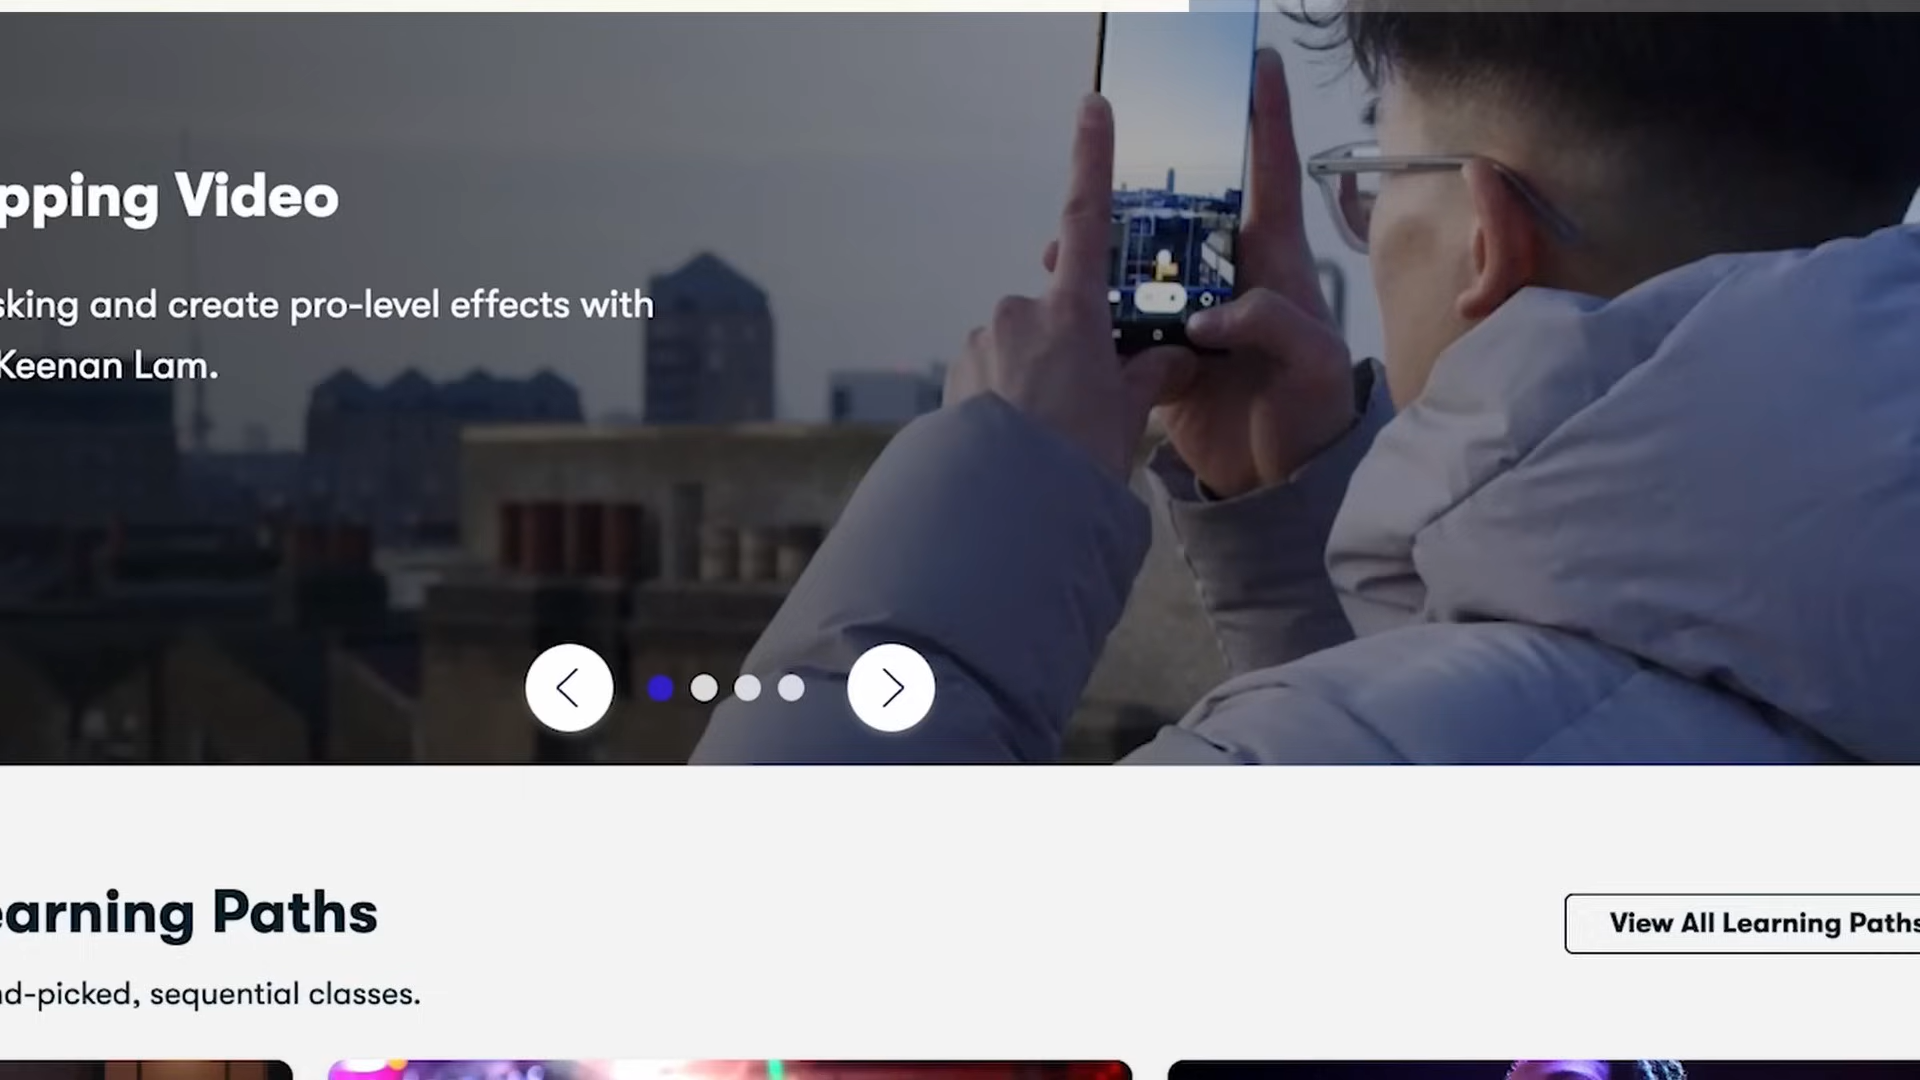 pping Video
sking and create pro-level effects with
Keenan Lam.
earning Paths
View All Learning Paths
nd-picked, sequential classes.